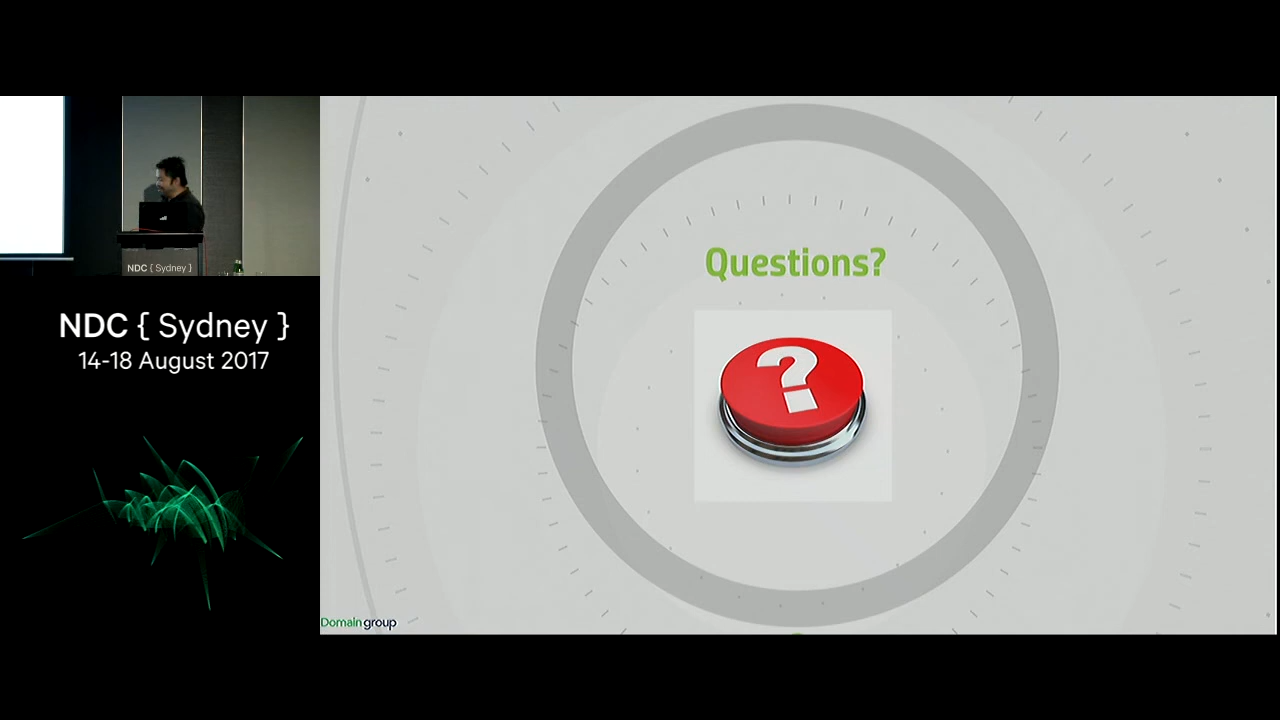 NDC { Sydney }
NDC { Sydney }
14-18 August 2017
Questions?
?
Domain group